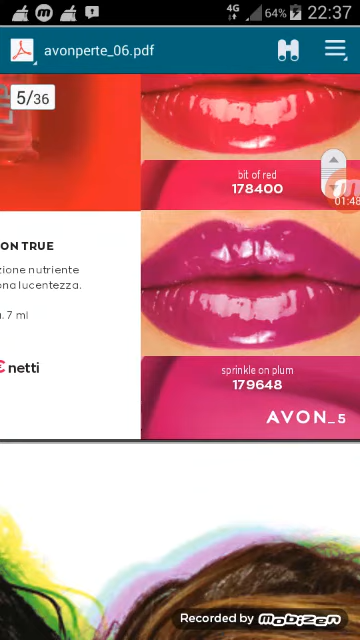 4G
64%
22:37
avonperte_06.pdf
5/36
bit of red
178400
01:48
ON TRUE
zione nutriente
ona lucentezza.
. 7 ml
€ netti
sprinkle on plum
179648
AVON_5
Recorded by MOBIZEN